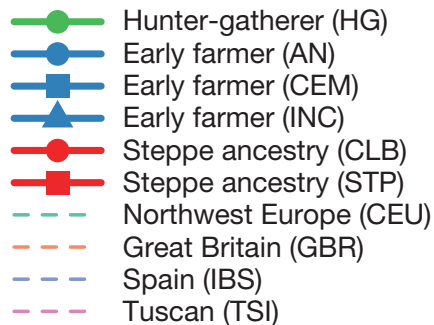 Hunter-gatherer (HG)
Early farmer (AN)
Early farmer (CEM)
Early farmer (INC)
Steppe ancestry (CLB)
Steppe ancestry (STP)
Northwest Europe (CEU)
Great Britain (GBR)
Spain (IBS)
Tuscan (TSI)